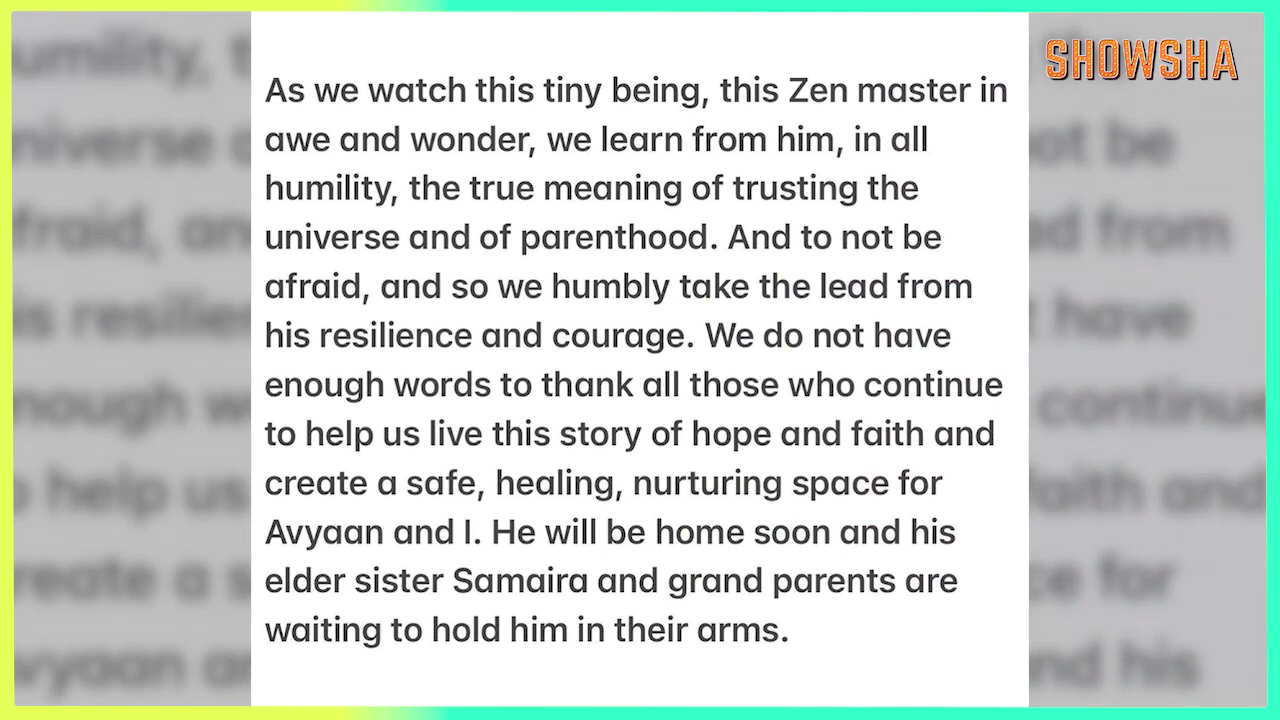 SHOWSHA
As we watch this tiny being, this Zen master in
awe and wonder, we learn from him, in all
humility, the true meaning of trusting the
universe and of parenthood. And to not be
afraid, and so we humbly take the lead from
his resilience and courage. We do not have
enough words to thank all those who continue
to help us live this story of hope and faith and
create a safe, healing, nurturing space for
Avyaan and I. He will be home soon and his
elder sister Samaira and grand parents are
waiting to hold him in their arms.